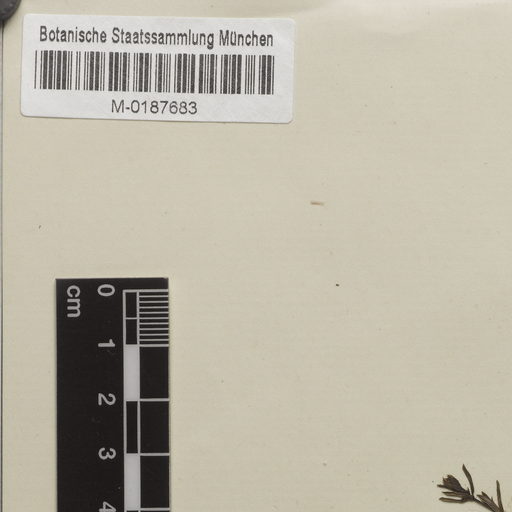 Botanische Staatssammlung München
M-0187683
cm
0
1
2
3
4